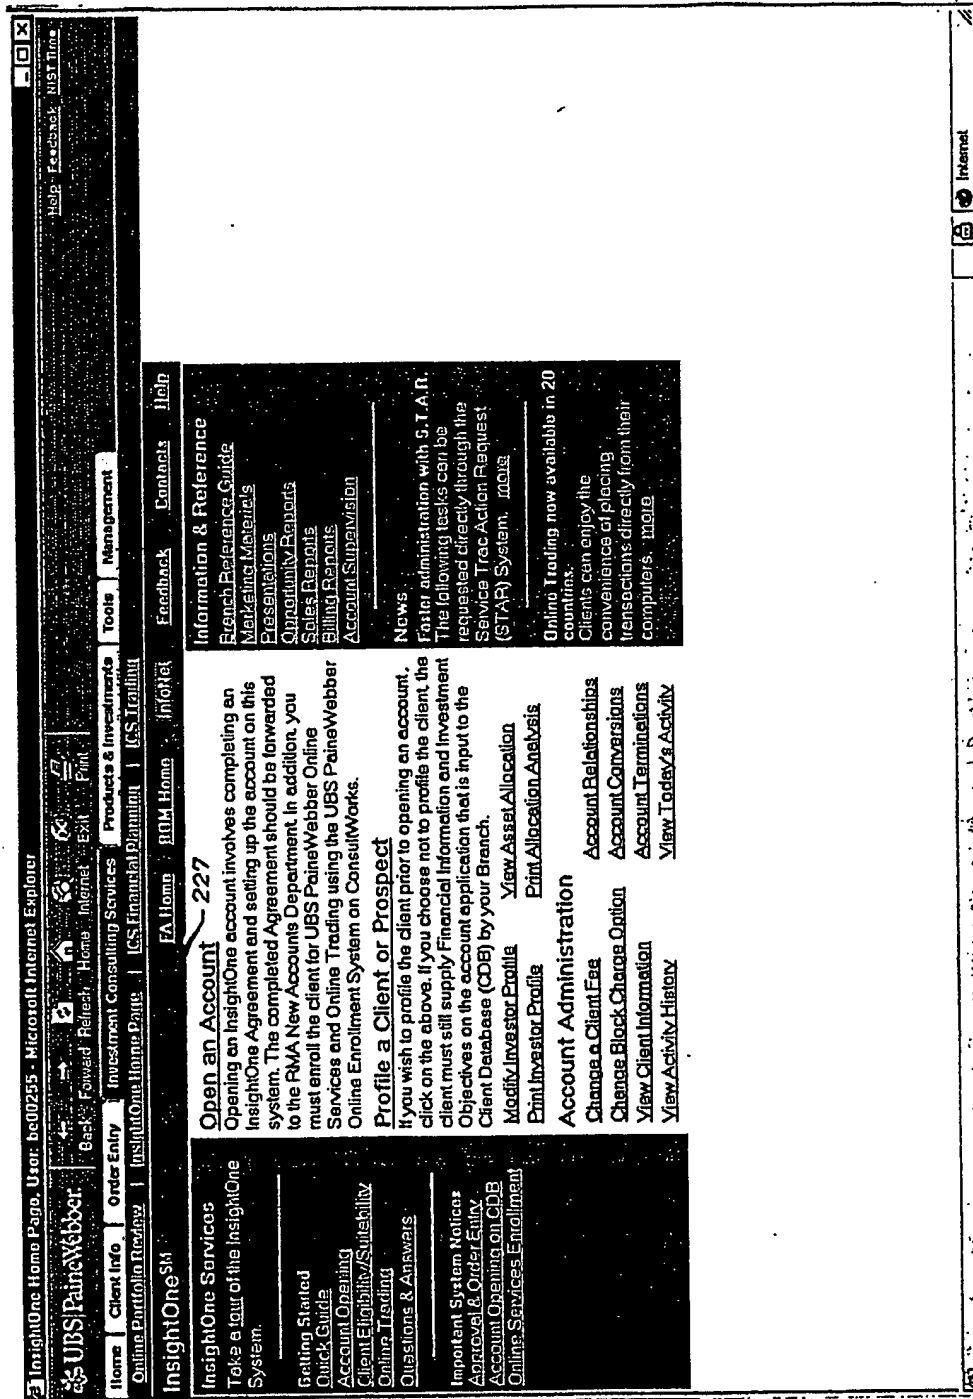 InsightOne Home Page, User: bc00255 - Microsoft Internet Explorer
UBS PaineWebber
Back Forward Refresh Home Internet Exit Print
Help Feedback NIST Time
Home Client Info Order Entry Investment Consulting Services Products & Investments Tools Management
Online Portfolio Review | InsightOne Home Page | ICS Financial Planning | ICS Trading
InsightOne SM FA Home BOM Home InfoNet Feedback Contacts Help
InsightOne Services
Take a tour of the InsightOne
System.
Getting Started
Quick Guide
Account Opening
Client Eligibility/Suitability
Online Trading
Questions & Answers
Important System Notices
Approval & Order Entry
Account Opening on CDB
Online Services Enrollment
Open an Account 227
Opening an InsightOne account involves completing an
InsightOne Agreement and setting up the account on this
system. The completed Agreement should be forwarded
to the RMA New Accounts Department. In addition, you
must enroll the client for UBS PaineWebber Online
Services and Online Trading using the UBS PaineWebber
Online Enrollment System on ConsultWorks.
Profile a Client or Prospect
If you wish to profile the client prior to opening an account,
click on the above. If you choose not to profile the client, the
client must still supply Financial Information and Investment
Objectives on the account application that is input to the
Client Database (CDB) by your Branch.
Modify Investor Profile View Asset Allocation
Print Investor Profile Print Allocation Analysis
Account Administration
Change a Client Fee Account Relationships
Change Block Charge Option Account Conversions
View Client Information Account Terminations
View Activity History View Today's Activity
Information & Reference
Branch Reference Guide
Marketing Materials
Presentations
Opportunity Reports
Sales Reports
Billing Reports
Account Supervision
News
Faster administration with S.T.A.R.
The following tasks can be
requested directly through the
Service Trac Action Request
(STAR) System. more
Online Trading now available in 20
countries.
Clients can enjoy the
convenience of placing
transactions directly from their
computers. more
Internet